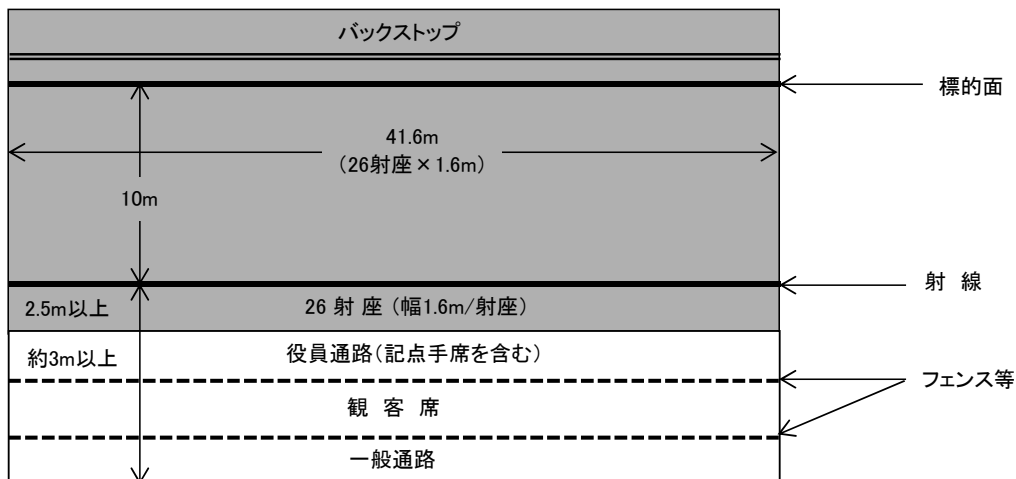 バックストップ
標的面
41.6m
（26射座×1.6m）
10m
射 線
2.5m以上
26 射 座 （幅1.6m/射座）
約3m以上
役員通路（記点手席を含む）
フェンス等
観 客 席
一般通路